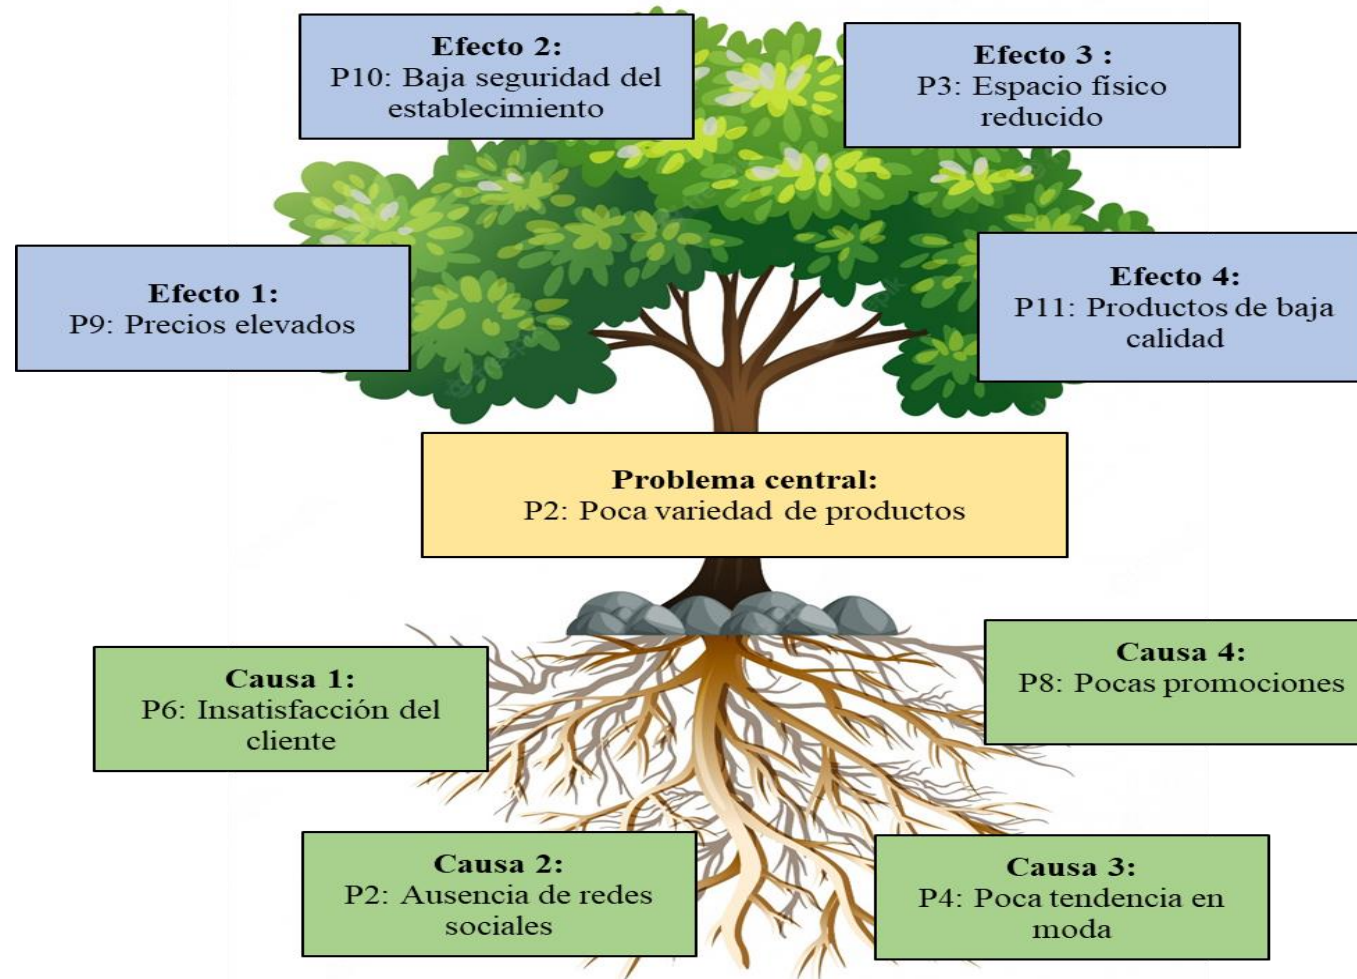 Efecto 2:
P10: Baja seguridad del
establecimiento
Efecto 3 :
P3: Espacio físico
reducido
Efecto 1:
P9: Precios elevados
Efecto 4:
P11: Productos de baja
calidad
Problema central:
P2: Poca variedad de productos
Causa 1:
P6: Insatisfacción del
cliente
Causa 4:
P8: Pocas promociones
Causa 2:
P2: Ausencia de redes
sociales
Causa 3:
P4: Poca tendencia en
moda